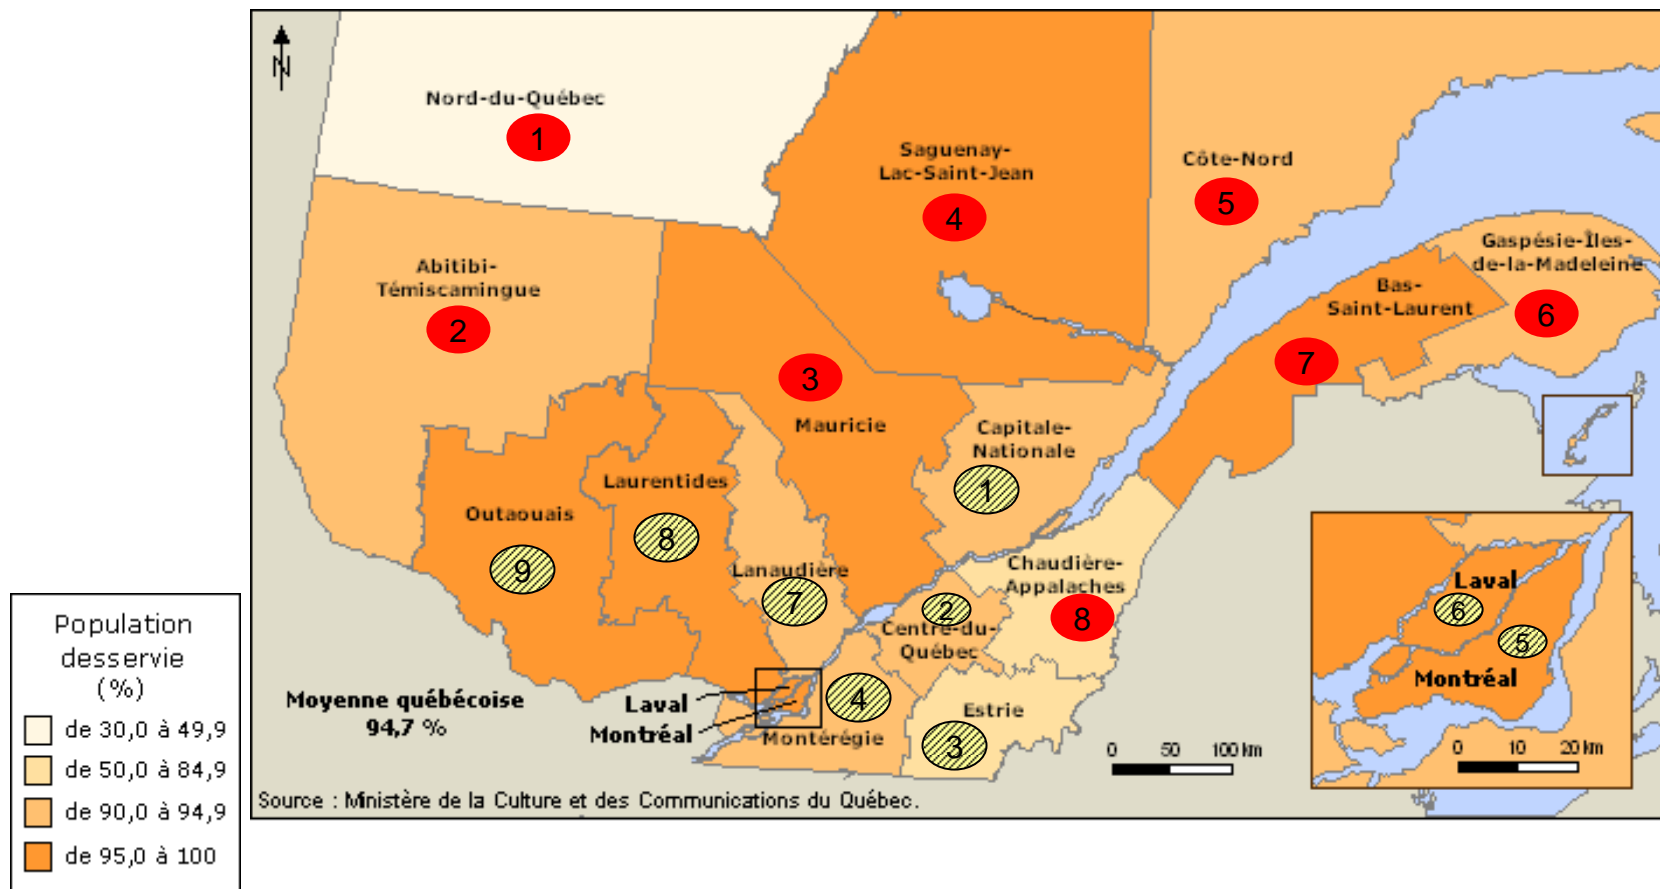 N
Nord-du-Québec
1
Saguenay-
Lac-Saint-Jean
4
Côte-Nord
5
Gaspésie-Îles-
de-la-Madeleine
6
Abitibi-
Témiscamingue
2
Bas-
Saint-Laurent
7
3
Mauricie
Capitale-
Nationale
1
Laurentides
8
Outaouais
9
Lanaudière
7
Chaudière-
Appalaches
8
2
Centre-du-
Québec
Laval
6
5
Montréal
0 10 20 km
Moyenne québécoise
94,7 %
Laval
Montréal
4
Montérégie
Estrie
3
0 50 100 km
Source : Ministère de la Culture et des Communications du Québec.
Population
desservie
(%)
de 30,0 à 49,9
de 50,0 à 84,9
de 90,0 à 94,9
de 95,0 à 100